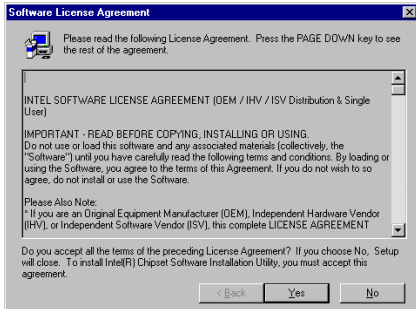 Software License Agreement
Please read the following License Agreement. Press the PAGE DOWN key to see
the rest of the agreement.
INTEL SOFTWARE LICENSE AGREEMENT (OEM / IHV / ISV Distribution & Single
User)
IMPORTANT - READ BEFORE COPYING, INSTALLING OR USING.
Do not use or load this software and any associated materials (collectively, the
"Software") until you have carefully read the following terms and conditions. By loading or
using the Software, you agree to the terms of this Agreement. If you do not wish to so
agree, do not install or use the Software.
Please Also Note:
* If you are an Original Equipment Manufacturer (OEM), Independent Hardware Vendor
(IHV), or Independent Software Vendor (ISV), this complete LICENSE AGREEMENT
Do you accept all the terms of the preceding License Agreement? If you choose No, Setup
will close. To install Intel(R) Chipset Software Installation Utility, you must accept this
agreement.
< Back Yes No